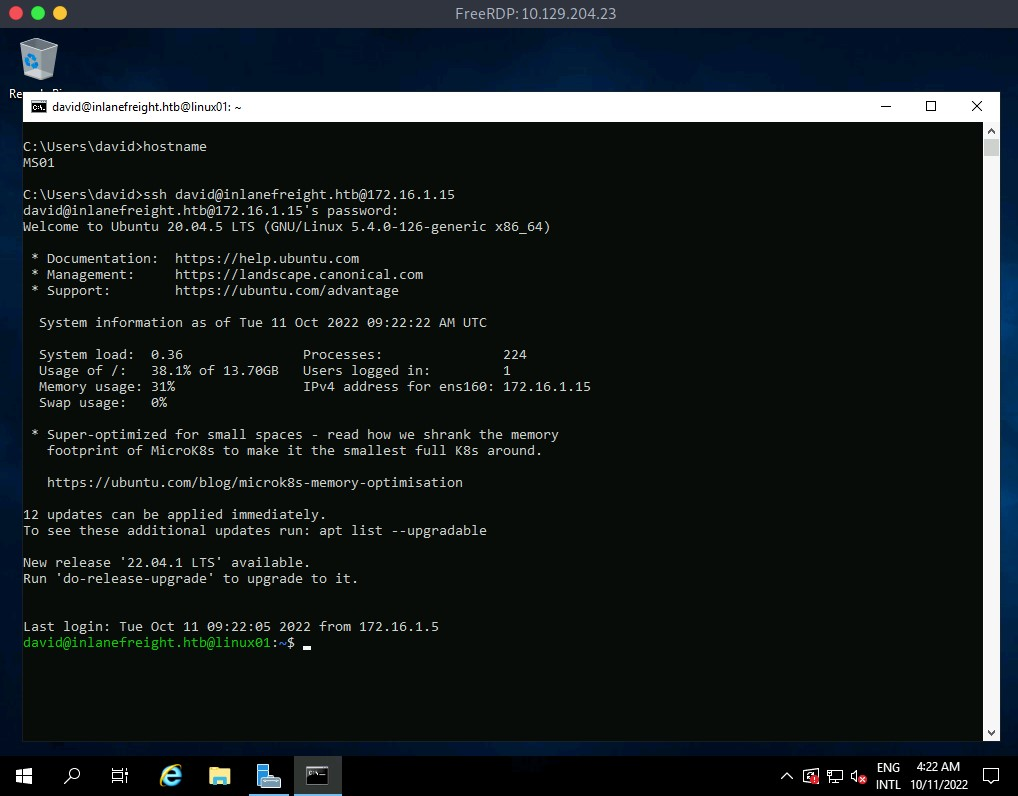 FreeRDP: 10.129.204.23
david@inlanefreight.htb@linux01: ~
C:\Users\david>hostname
MS01
C:\Users\david>ssh david@inlanefreight.htb@172.16.1.15
david@inlanefreight.htb@172.16.1.15's password:
Welcome to Ubuntu 20.04.5 LTS (GNU/Linux 5.4.0-126-generic x86_64)
* Documentation:  https://help.ubuntu.com
* Management:     https://landscape.canonical.com
* Support:        https://ubuntu.com/advantage
System information as of Tue 11 Oct 2022 09:22:22 AM UTC
System load:  0.36               Processes:               224
Usage of /:   38.1% of 13.70GB   Users logged in:         1
Memory usage: 31%                IPv4 address for ens160: 172.16.1.15
Swap usage:   0%
* Super-optimized for small spaces - read how we shrank the memory
footprint of MicroK8s to make it the smallest full K8s around.
https://ubuntu.com/blog/microk8s-memory-optimisation
12 updates can be applied immediately.
To see these additional updates run: apt list --upgradable
New release '22.04.1 LTS' available.
Run 'do-release-upgrade' to upgrade to it.
Last login: Tue Oct 11 09:22:05 2022 from 172.16.1.5
david@inlanefreight.htb@linux01:~$
ENG 4:22 AM
INTL 10/11/2022